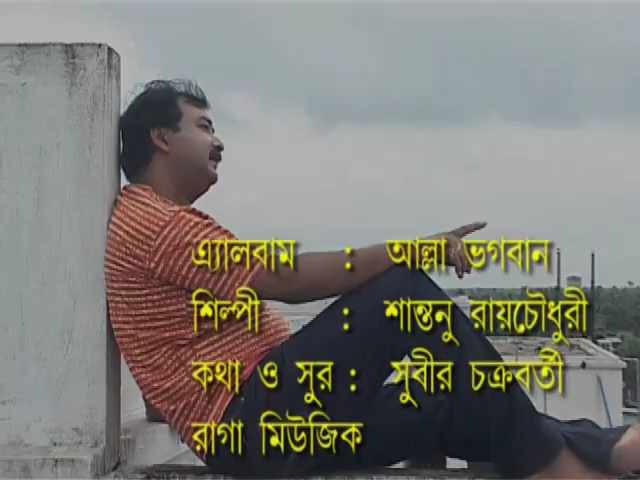 এ্যালবাম : আল্লা ভগবান
শিল্পী : শান্তনু রায়চৌধুরী
কথা ও সুর : সুবীর চক্রবর্তী
রাগা মিউজিক